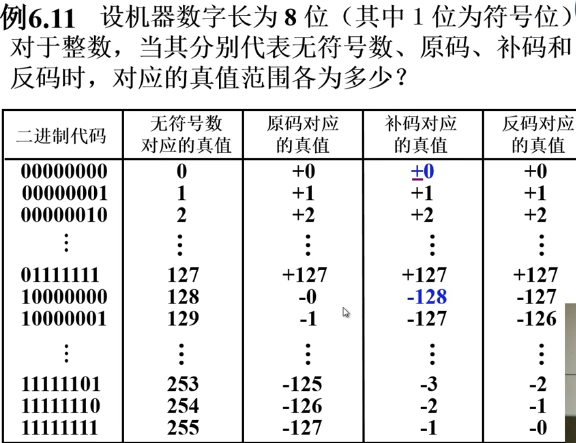 例6.11 设机器数字长为 8 位（其中 1 位为符号位）
对于整数，当其分别代表无符号数、原码、补码和
反码时，对应的真值范围各为多少？
二进制代码 无符号数对应的真值 原码对应的真值 补码对应的真值 反码对应的真值
00000000 0 +0 ±0 +0
00000001 1 +1 +1 +1
00000010 2 +2 +2 +2
⋮ ⋮ ⋮ ⋮ ⋮
01111111 127 +127 +127 +127
10000000 128 -0 -128 -127
10000001 129 -1 -127 -126
⋮ ⋮ ⋮ ⋮ ⋮
11111101 253 -125 -3 -2
11111110 254 -126 -2 -1
11111111 255 -127 -1 -0